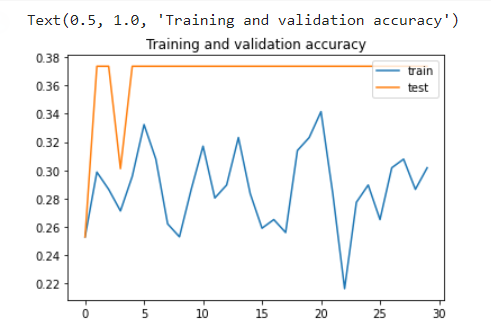 Text(0.5, 1.0, 'Training and validation accuracy')
Training and validation accuracy
0.38
0.36
0.34
0.32
0.30
0.28
0.26
0.24
0.22
train
test
0 5 10 15 20 25 30